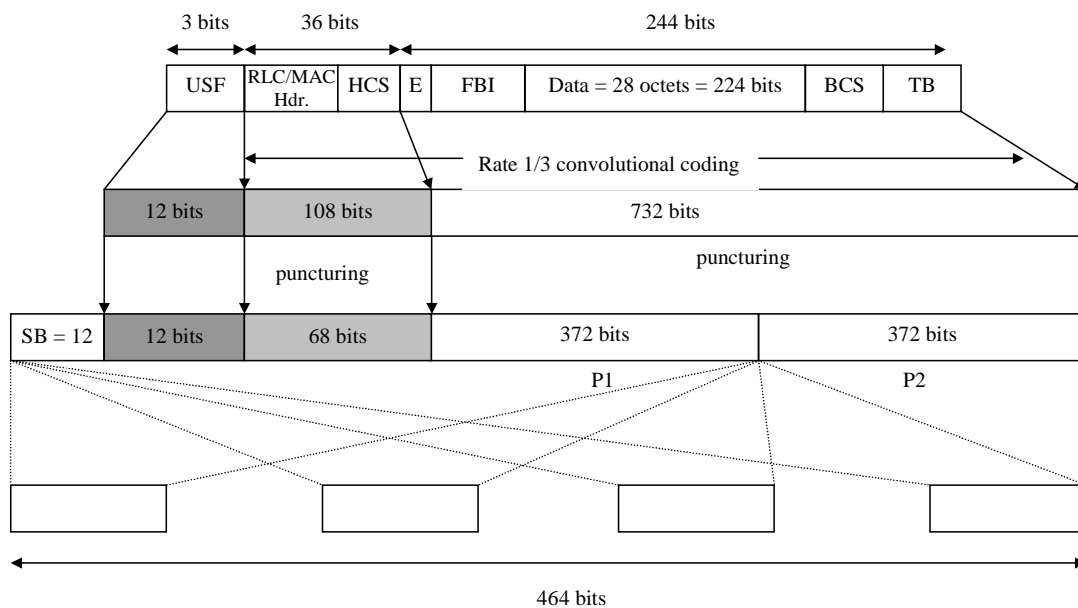 3 bits
36 bits
244 bits
USF
RLC/MAC
Hdr.
HCS
E
FBI
Data = 28 octets = 224 bits
BCS
TB
Rate 1/3 convolutional coding
12 bits
108 bits
732 bits
puncturing
puncturing
SB = 12
12 bits
68 bits
372 bits
372 bits
P1
P2
464 bits